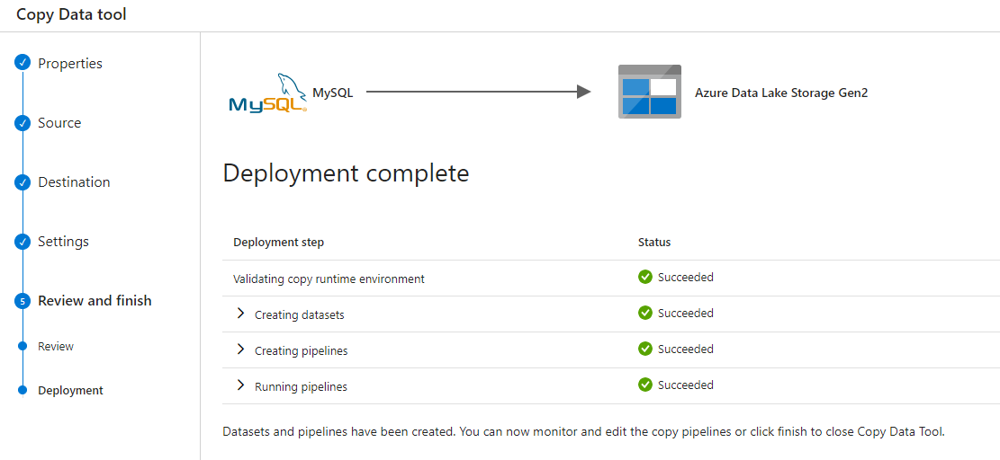 Copy Data tool
Properties
Source
Destination
Settings
5 Review and finish
Review
Deployment
MySQL® MySQL Azure Data Lake Storage Gen2
Deployment complete
Deployment step Status
Validating copy runtime environment Succeeded
Creating datasets Succeeded
Creating pipelines Succeeded
Running pipelines Succeeded
Datasets and pipelines have been created. You can now monitor and edit the copy pipelines or click finish to close Copy Data Tool.